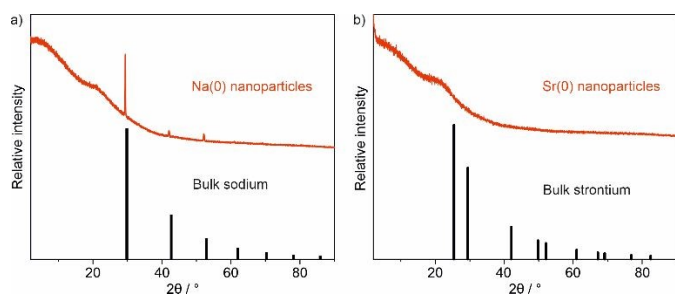 a)
Relative intensity
Na(0) nanoparticles
Bulk sodium
20 40 60 80
2θ / °
b)
Relative intensity
Sr(0) nanoparticles
Bulk strontium
20 40 60 80
2θ / °